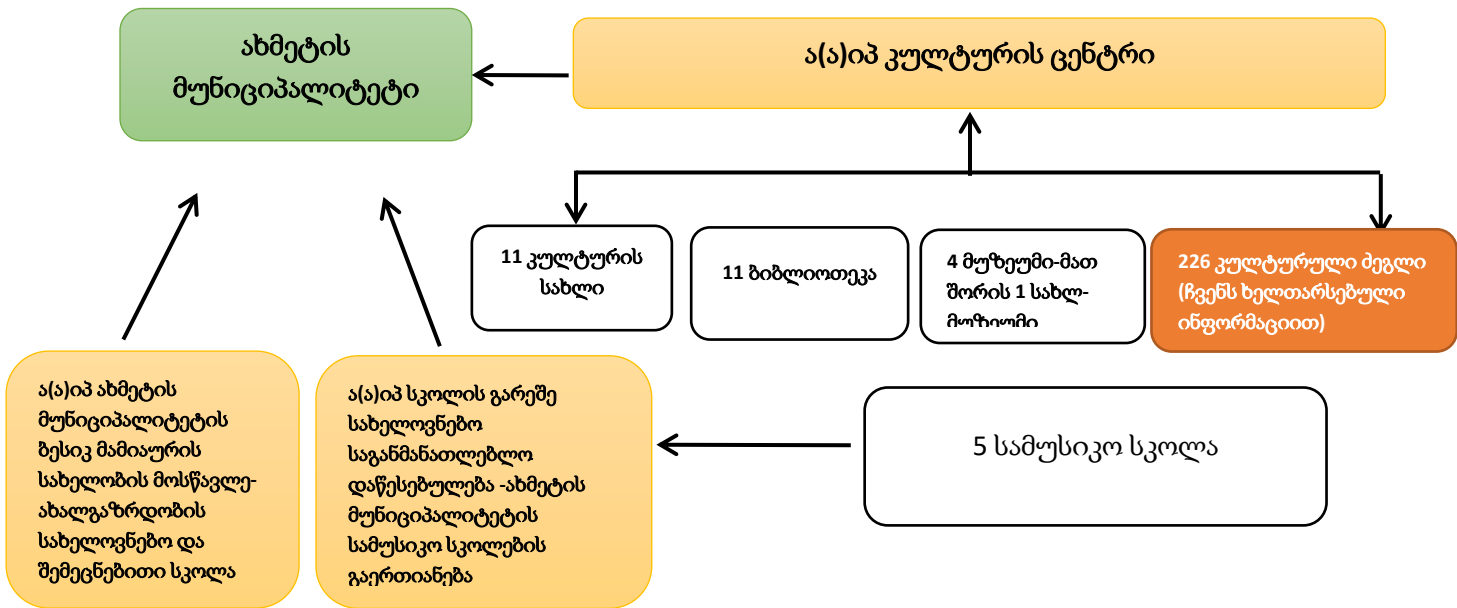 ახმეტის
მუნიციპალიტეტი
ა(ა)იპ კულტურის ცენტრი
11 კულტურის
სახლი
11 ბიბლიოთეკა
4 მუზეუმი-მათ
შორის 1 სახლ-
მუზეუმი
226 კულტურული ძეგლი
(ჩვენს ხელთარსებული
ინფორმაციით)
ა(ა)იპ ახმეტის
მუნიციპალიტეტის
ბესიკ მამიაურის
სახელობის მოსწავლე-
ახალგაზრდობის
სახელოვნებო და
შემეცნებითი სკოლა
ა(ა)იპ სკოლის გარეშე
სახელოვნებო
საგანმანათლებლო
დაწესებულება -ახმეტის
მუნიციპალიტეტის
სამუსიკო სკოლების
გაერთიანება
5 სამუსიკო სკოლა